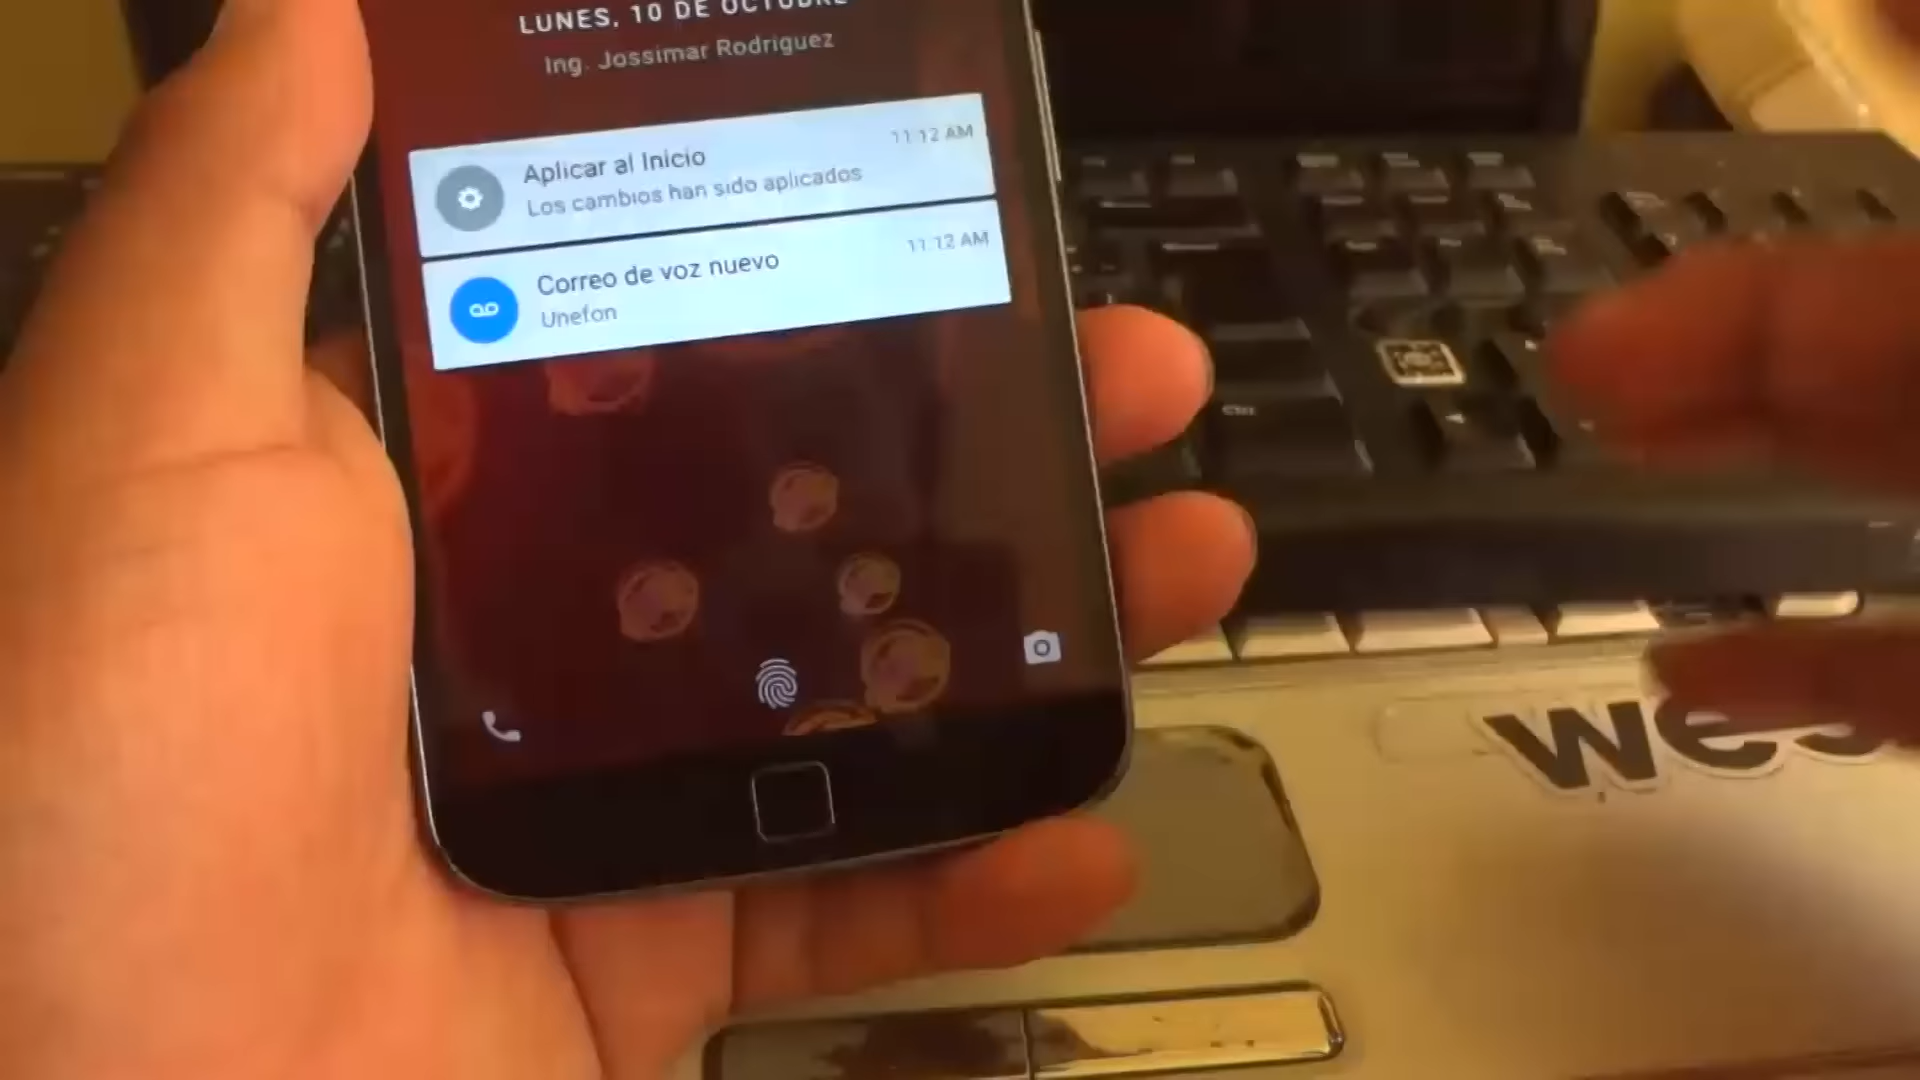 LUNES, 10 DE OCTUBRE
Ing. Jossimar Rodriguez
11:12 AM
Aplicar al Inicio
Los cambios han sido aplicados
11:12 AM
Correo de voz nuevo
Unefon
Ctrl